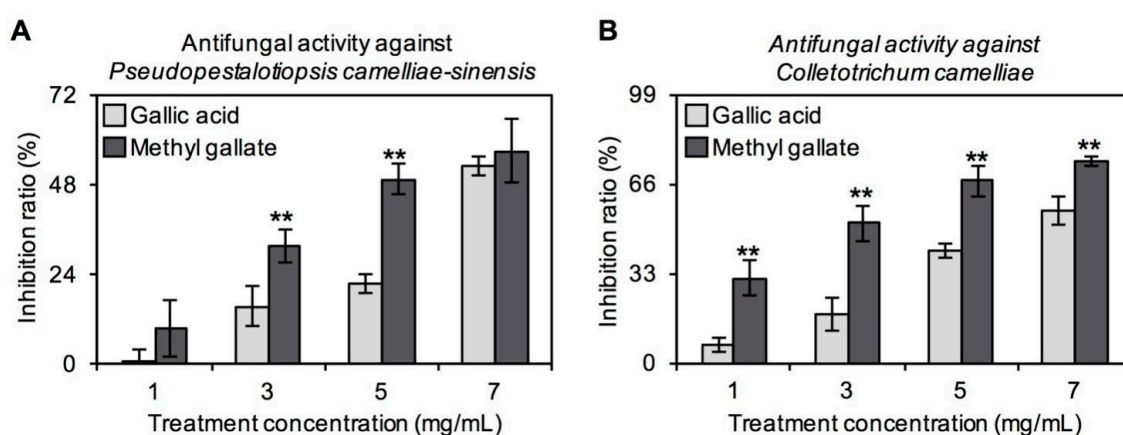 A
Antifungal activity against
Pseudopestalotiopsis camelliae-sinensis
72
48
24
0
Inhibition ratio (%)
Gallic acid
Methyl gallate
**
**
1 3 5 7
Treatment concentration (mg/mL)
B
Antifungal activity against
Colletotrichum camelliae
99
66
33
0
Inhibition ratio (%)
Gallic acid
Methyl gallate
**
**
**
**
1 3 5 7
Treatment concentration (mg/mL)